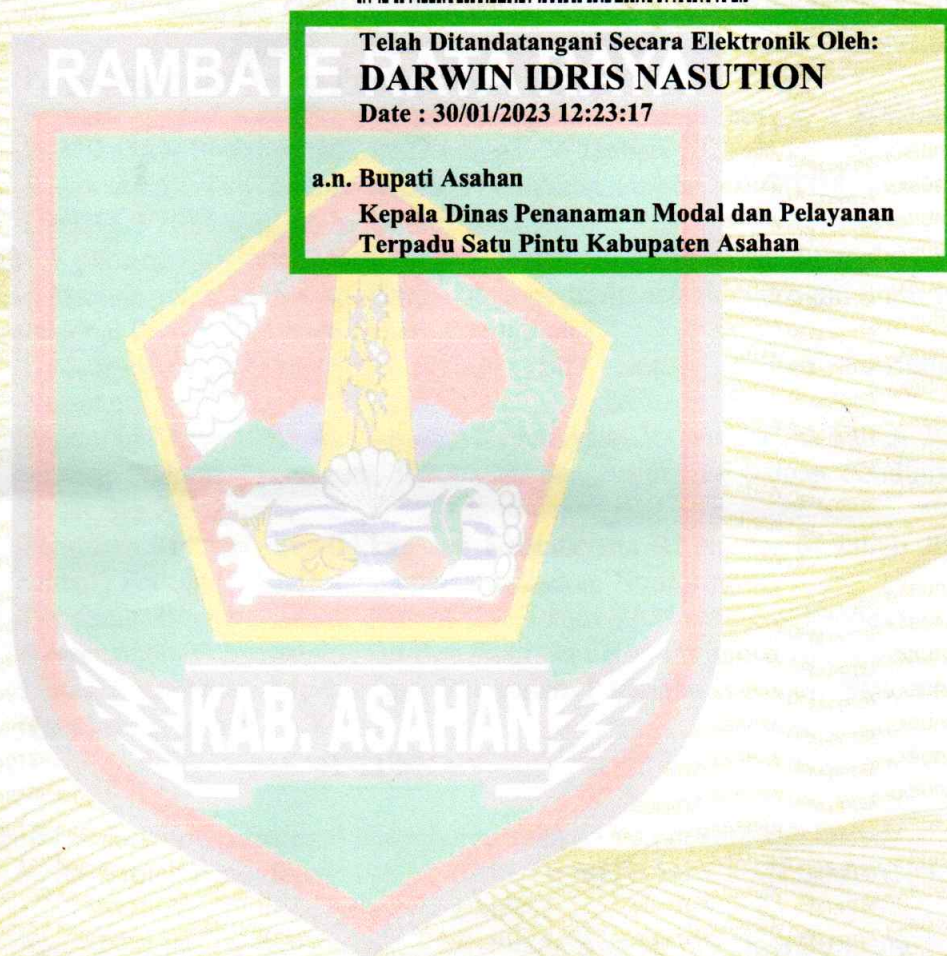 Telah Ditandatangani Secara Elektronik Oleh:
RAMBATE
DARWIN IDRIS NASUTION
Date : 30/01/2023 12:23:17
a.n. Bupati Asahan
Kepala Dinas Penanaman Modal dan Pelayanan
Terpadu Satu Pintu Kabupaten Asahan
KAB. ASAHAN